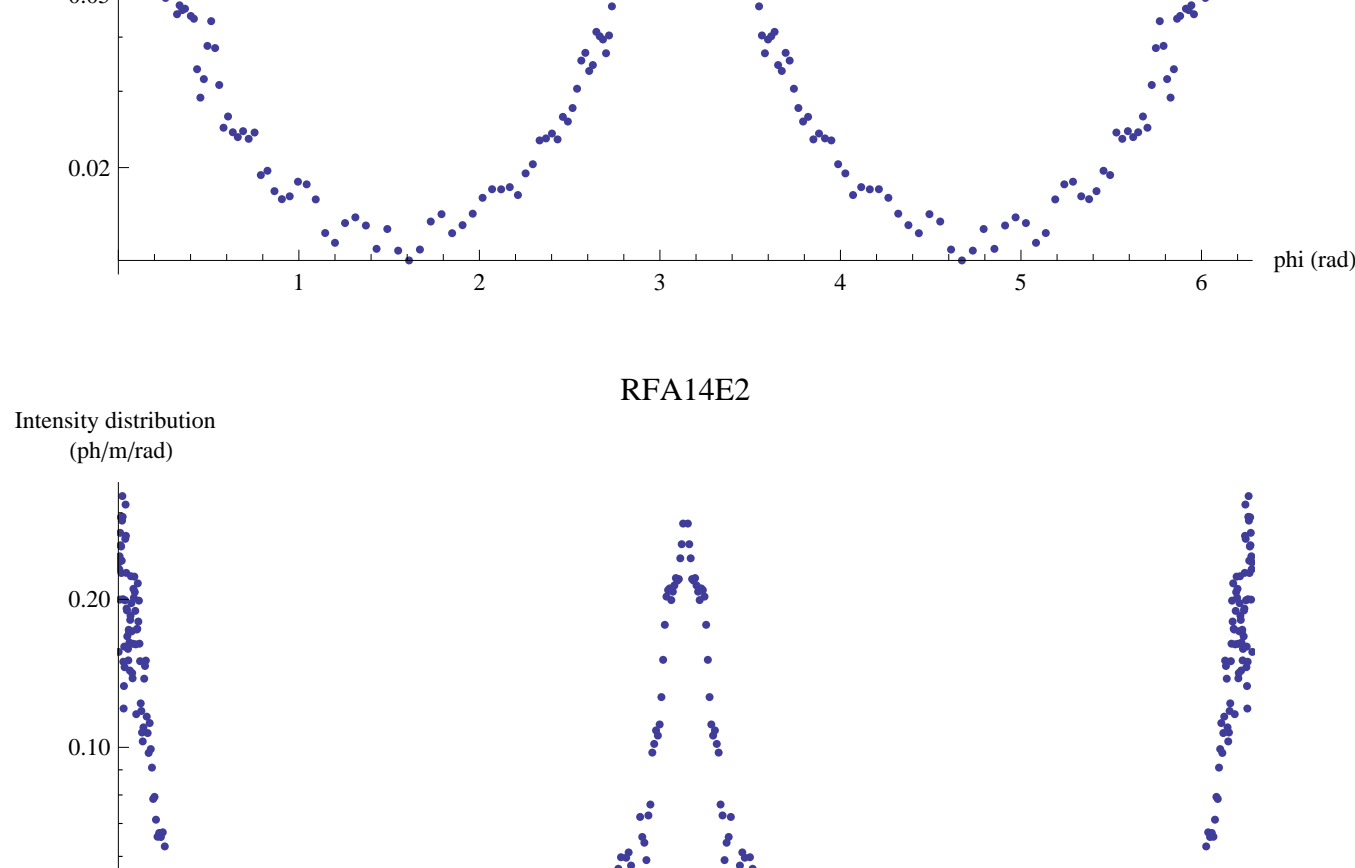 0.02
1 2 3 4 5 6
phi (rad)
RFA14E2
Intensity distribution
(ph/m/rad)
0.20
0.10